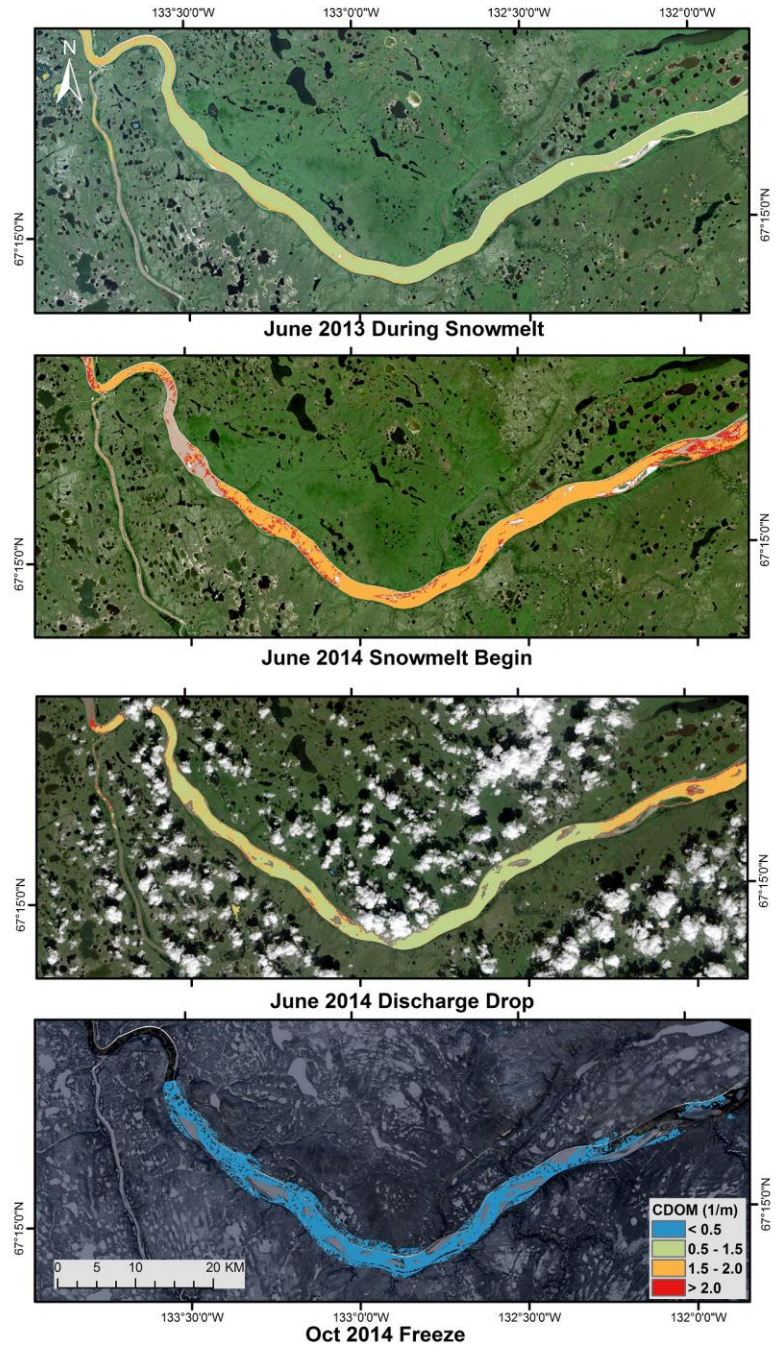 133°30'0"W 133°0'0"W 132°30'0"W 132°0'0"W
N
67°15'0"N 67°15'0"N
June 2013 During Snowmelt
67°15'0"N 67°15'0"N
June 2014 Snowmelt Begin
67°15'0"N 67°15'0"N
June 2014 Discharge Drop
67°15'0"N 67°15'0"N
CDOM (1/m)
< 0.5
0.5 - 1.5
1.5 - 2.0
> 2.0
0 5 10 20 KM
133°30'0"W 133°0'0"W 132°30'0"W 132°0'0"W
Oct 2014 Freeze